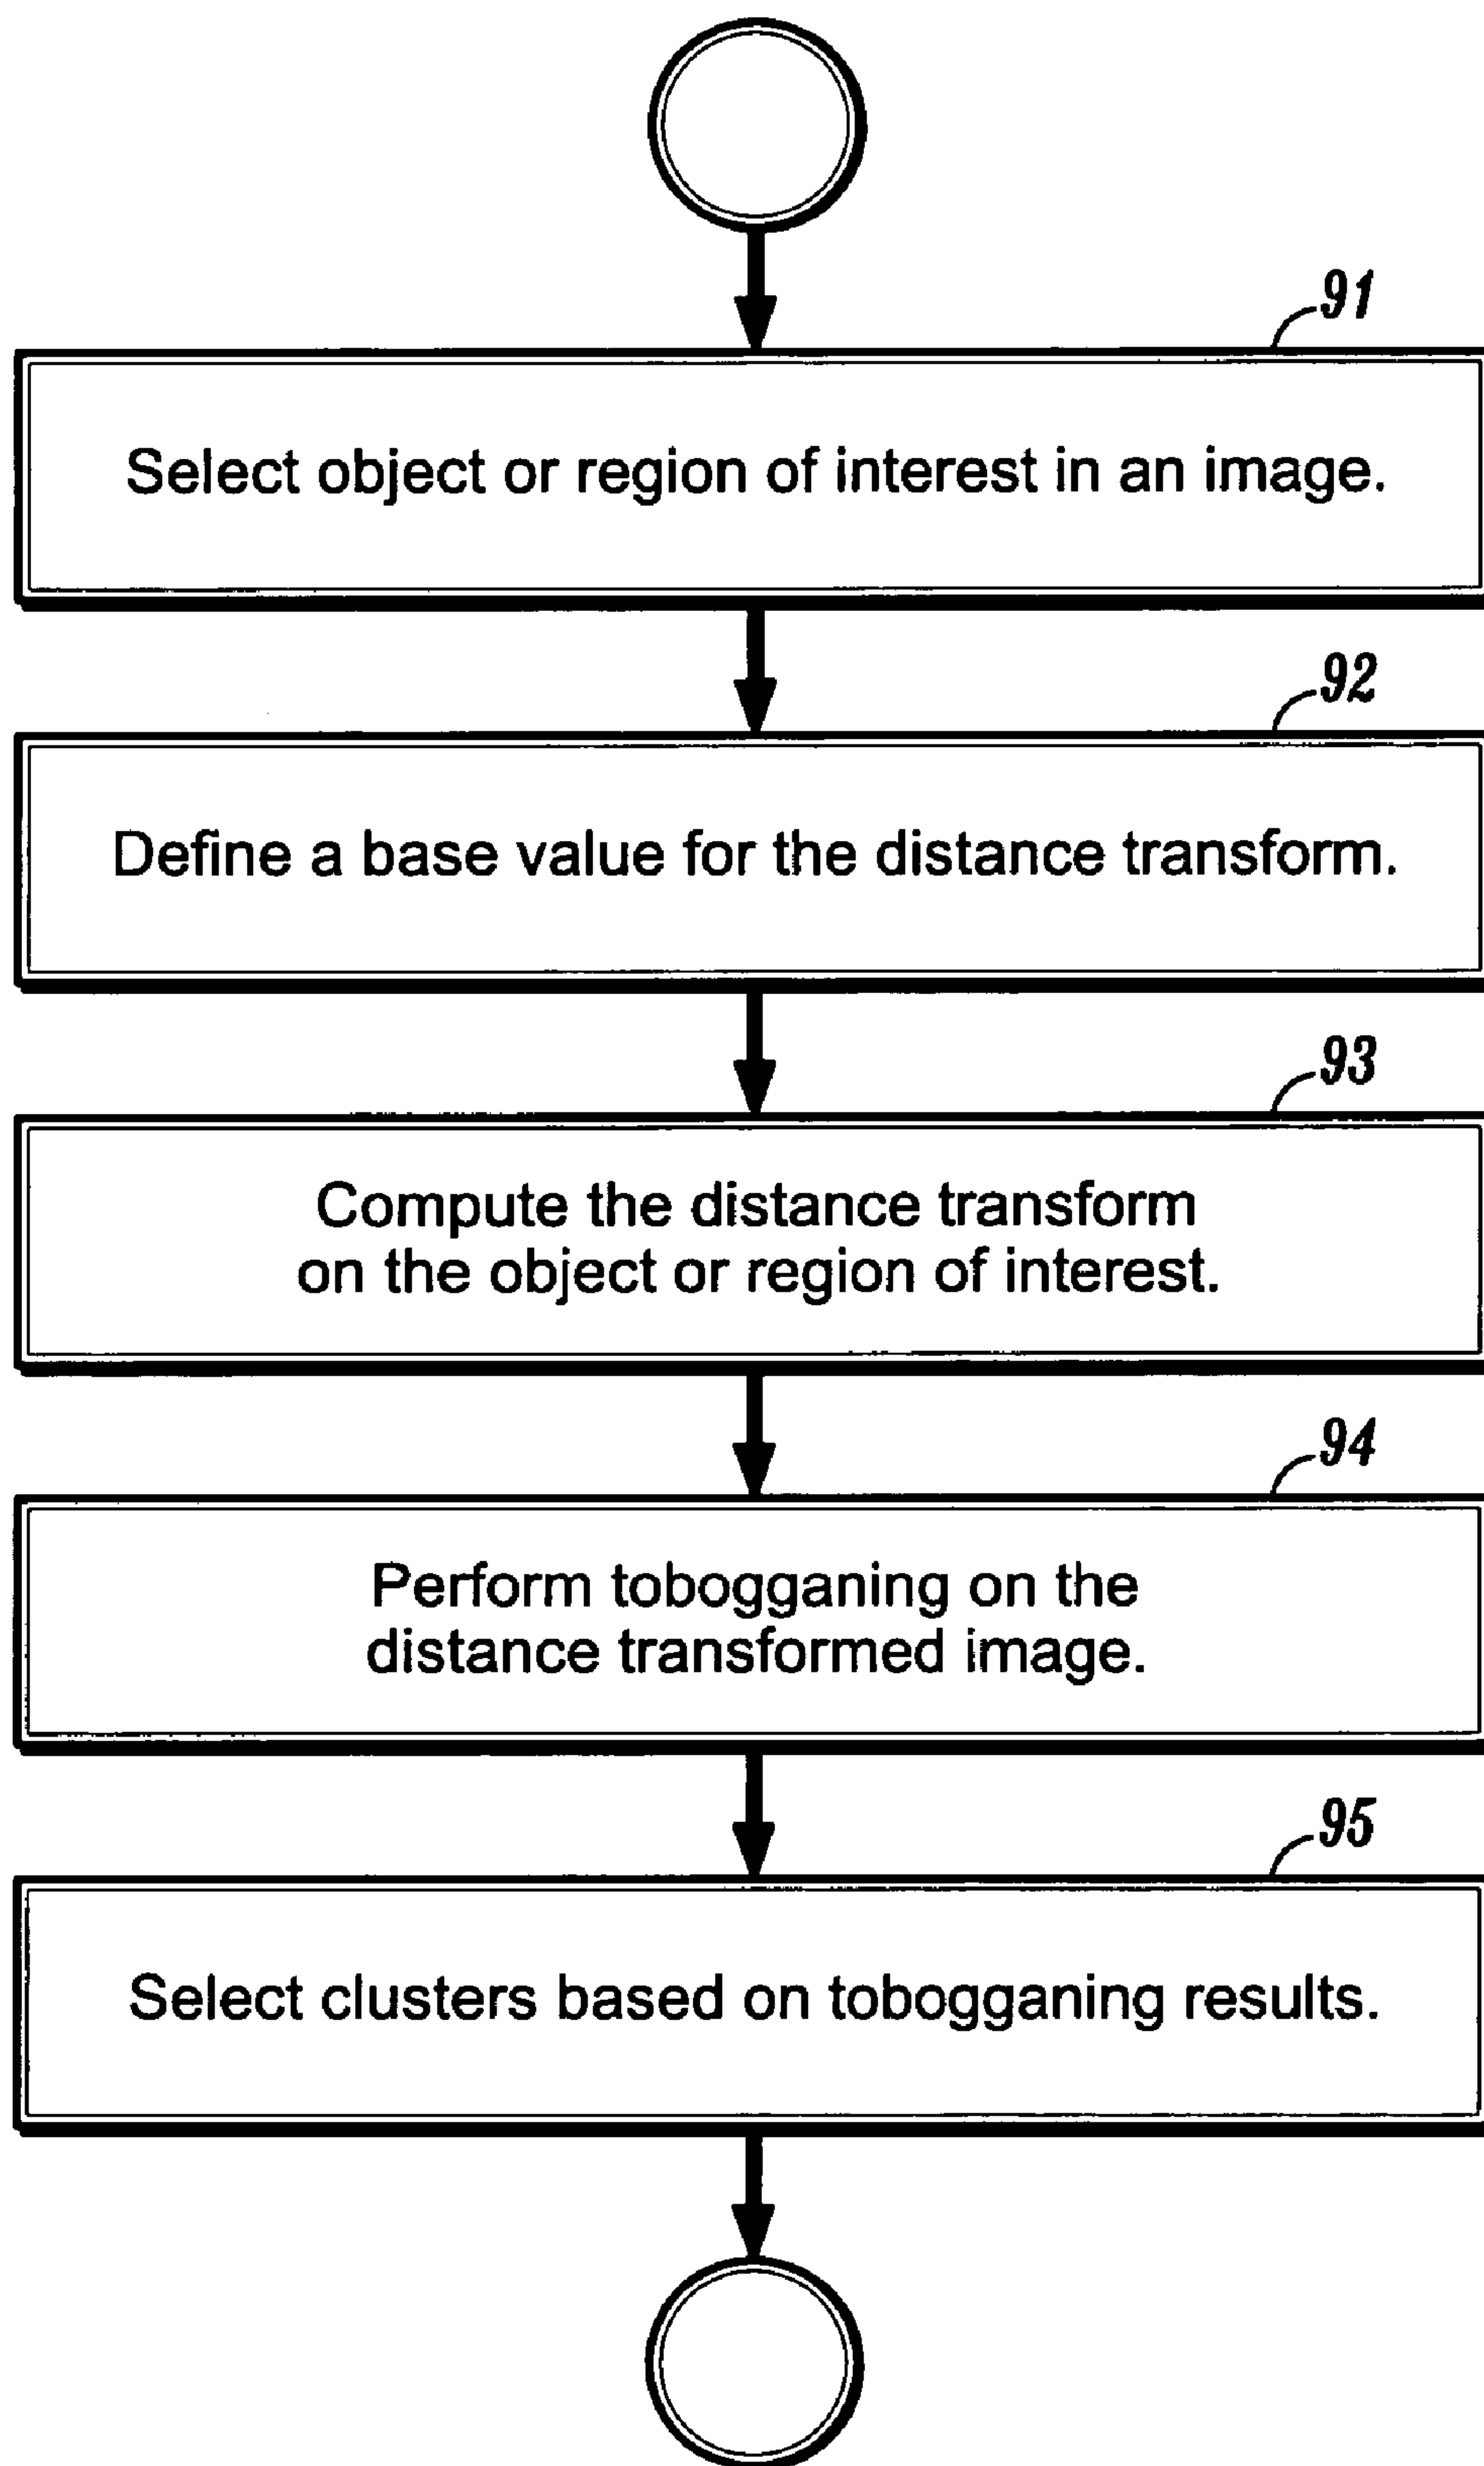 91
Select object or region of interest in an image.
92
Define a base value for the distance transform.
93
Compute the distance transform
on the object or region of interest.
94
Perform tobogganing on the
distance transformed image.
95
Select clusters based on tobogganing results.